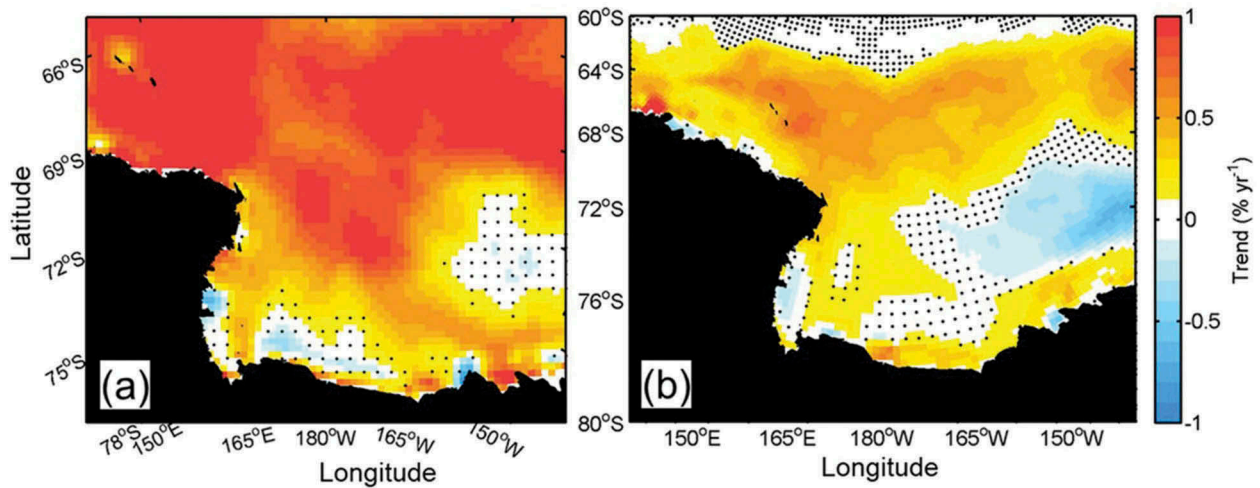 66°S
69°S
72°S
75°S
78°S
150°E
165°E
180°W
165°W
150°W
Latitude
Longitude
(a)
60°S
64°S
68°S
72°S
76°S
80°S
150°E
165°E
180°W
165°W
150°W
Longitude
(b)
1
0.5
0
-0.5
-1
Trend (% yr⁻¹)